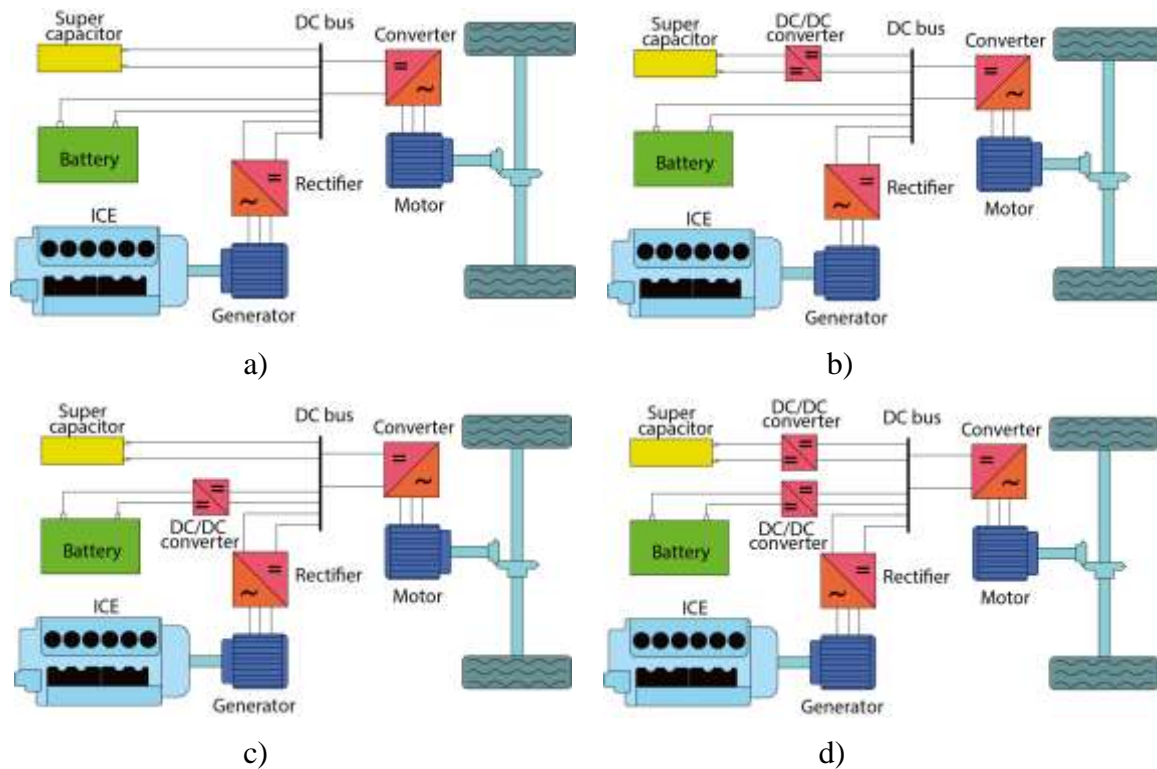 Super
capacitor
DC bus
Converter
Battery
Rectifier
Motor
ICE
Generator
a)
Super
capacitor
DC/DC
converter
DC bus
Converter
Battery
Rectifier
Motor
ICE
Generator
b)
Super
capacitor
DC bus
Converter
DC/DC
converter
Battery
Rectifier
Motor
ICE
Generator
c)
Super
capacitor
DC/DC
converter
DC bus
Converter
DC/DC
converter
Battery
Rectifier
Motor
ICE
Generator
d)